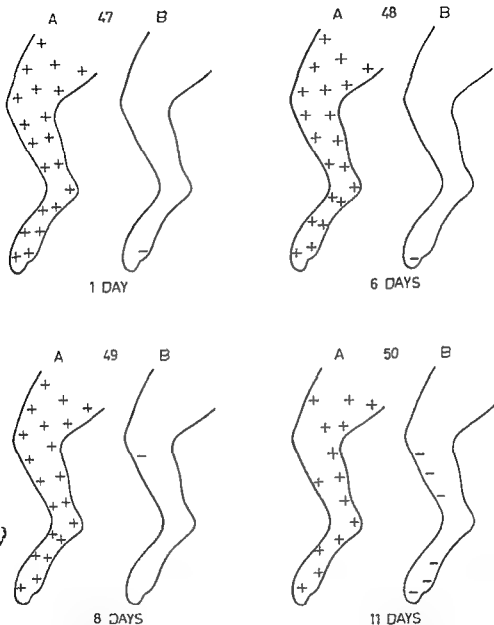 A 47 B
A 48 B
1 DAY
6 DAYS
A 49 B
A 50 B
8 DAYS
11 DAYS